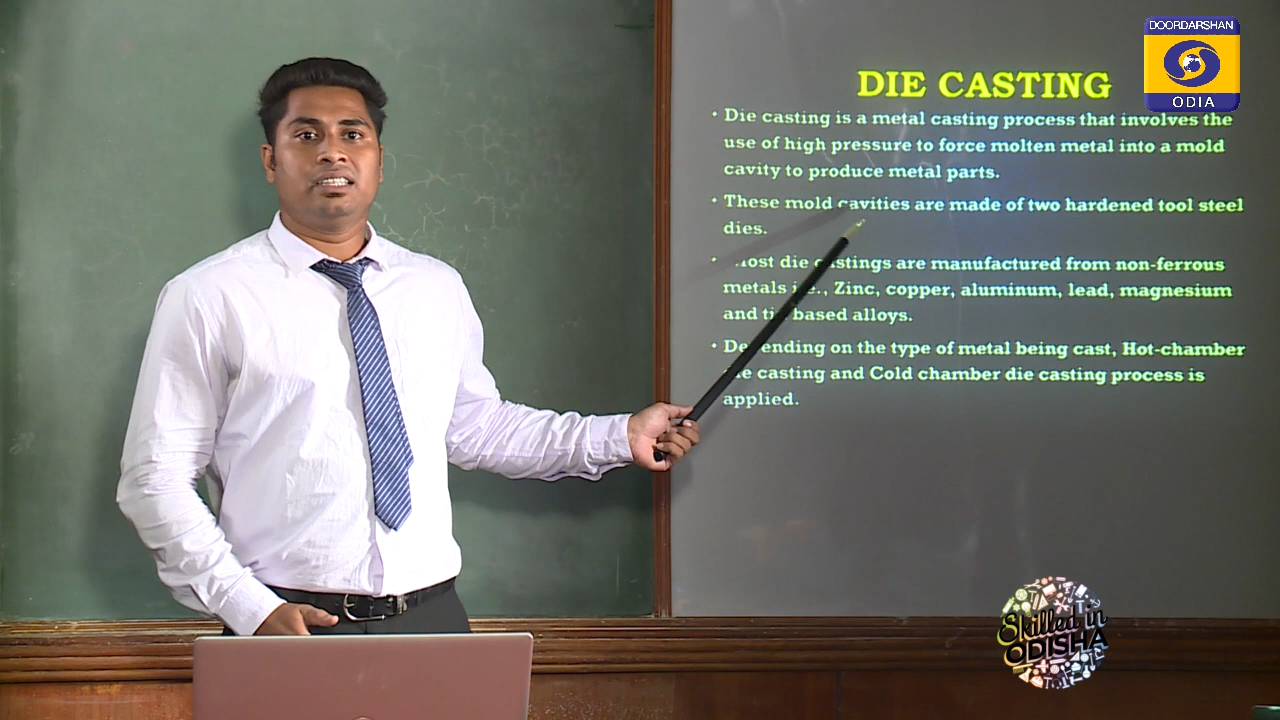 DOORDARSHAN
ODIA
DIE CASTING
• Die casting is a metal casting process that involves the
use of high pressure to force molten metal into a mold
cavity to produce metal parts.
• These mold cavities are made of two hardened tool steel
dies.
• die castings are manufactured from non-ferrous
metals i.e., Zinc, copper, aluminum, lead, magnesium
and based alloys.
• Depending on the type of metal being cast, Hot-chamber
casting and Cold chamber die casting process is
applied.
Skilled in
ODISHA